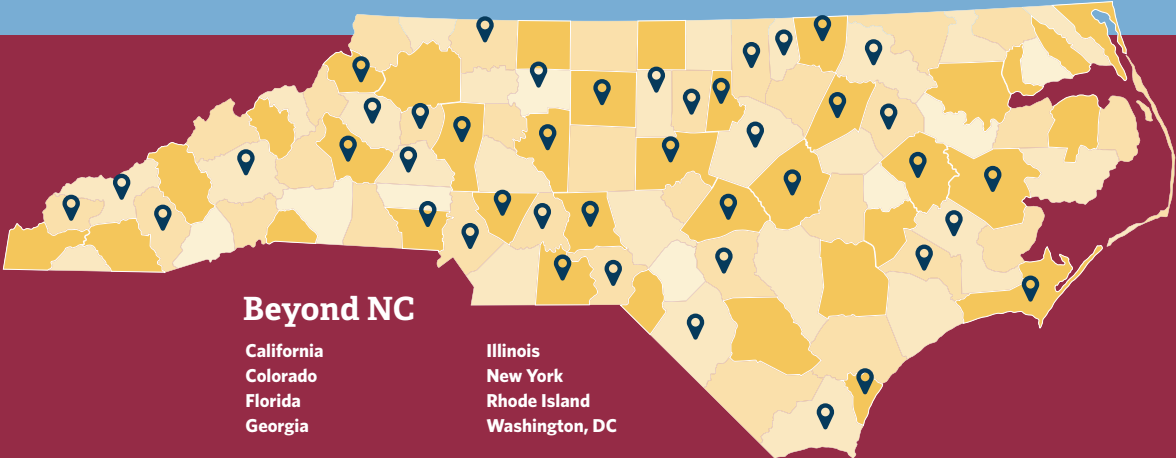 Beyond NC
California
Colorado
Florida
Georgia
Illinois
New York
Rhode Island
Washington, DC